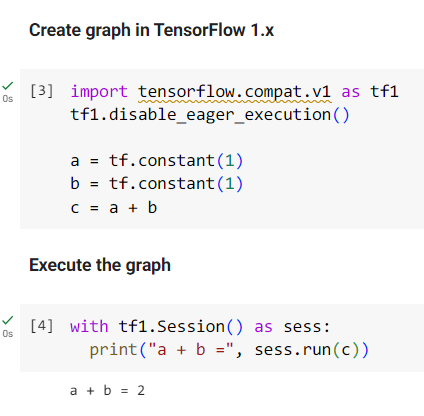 Create graph in TensorFlow 1.x
[3] import tensorflow.compat.v1 as tf1
0s
tf1.disable_eager_execution()
a = tf.constant(1)
b = tf.constant(1)
c = a + b
Execute the graph
[4] with tf1.Session() as sess:
0s
print("a + b =", sess.run(c))
a + b = 2